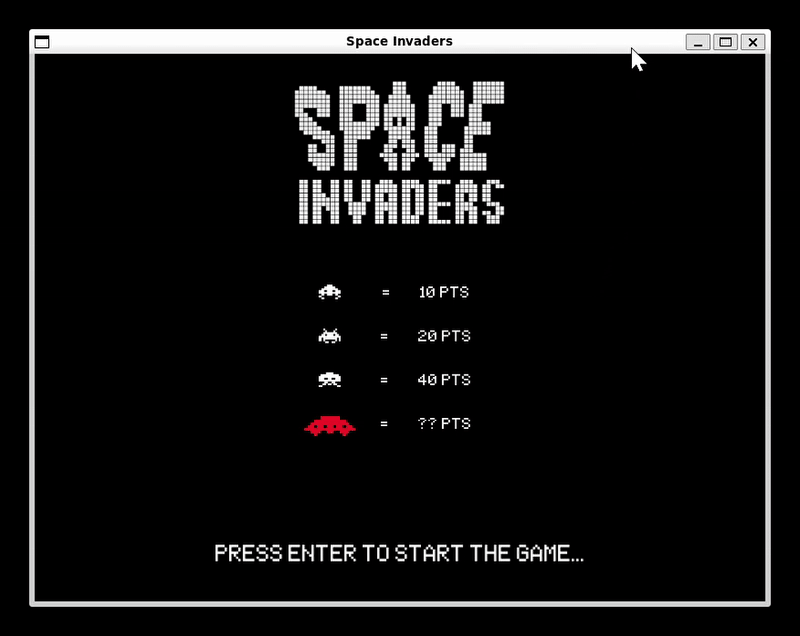 Space Invaders
SPACE
INVADERS
= 10 PTS
= 20 PTS
= 40 PTS
= ?? PTS
PRESS ENTER TO START THE GAME...